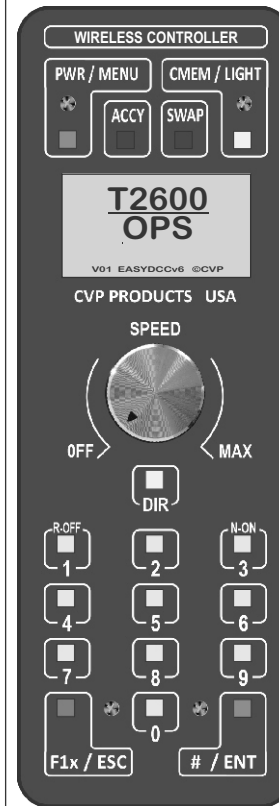 WIRELESS CONTROLLER
PWR / MENU CMEM / LIGHT
ACCY SWAP
T2600
OPS
V01 EASYDCCv6 ©CVP
CVP PRODUCTS USA
SPEED
OFF MAX
DIR
R-OFF N-ON
1 2 3
4 5 6
7 8 9
0
F1x / ESC # / ENT